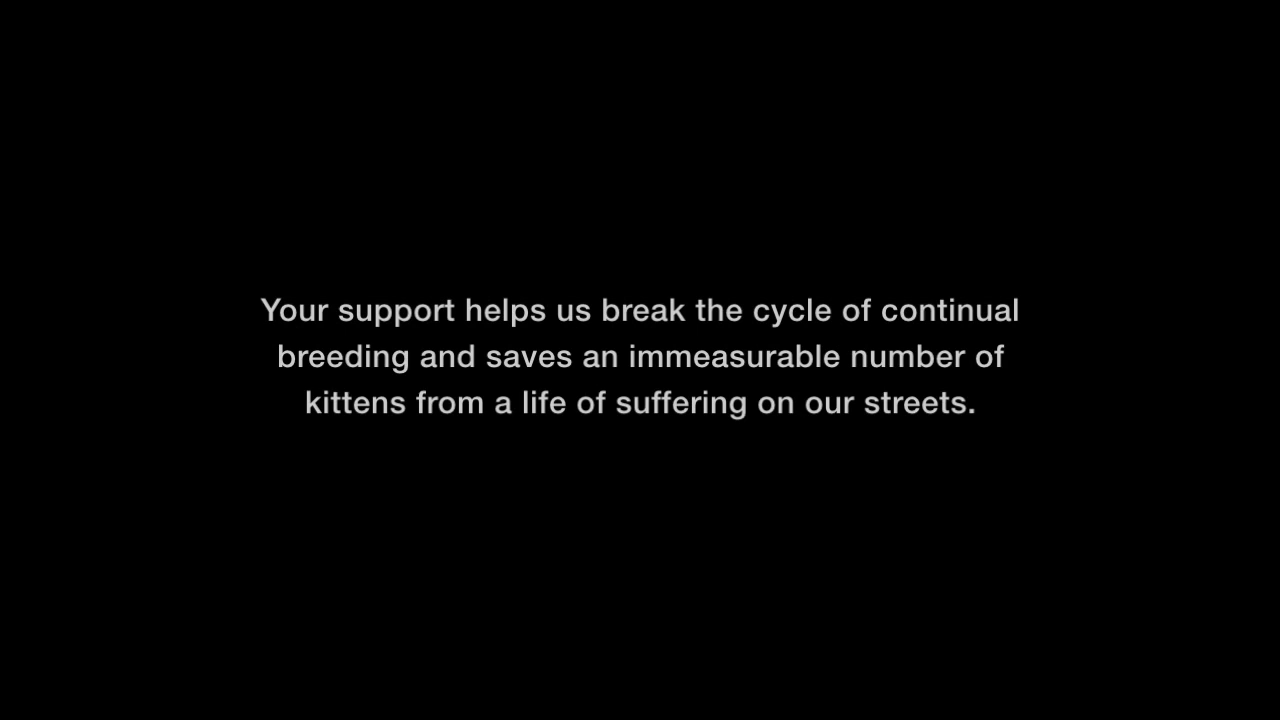 Your support helps us break the cycle of continual
breeding and saves an immeasurable number of
kittens from a life of suffering on our streets.